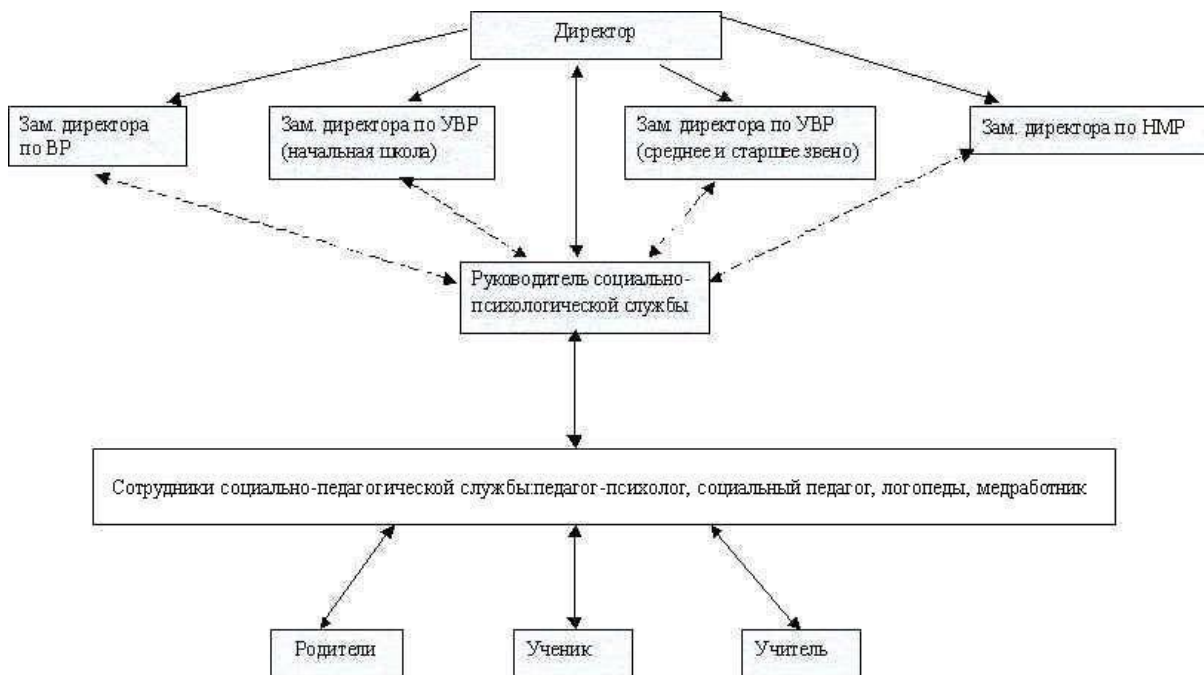 Директор
Зам. директора
по ВР
Зам. директора по УВР
(начальная школа)
Зам. директора по УВР
(среднее и старшее звено)
Зам. директора по НМР
Руководитель социально-
психологической службы
Сотрудники социально-педагогической службы:педагог-психолог, социальный педагог, логопеды, медработник
Родители
Ученик
Учитель